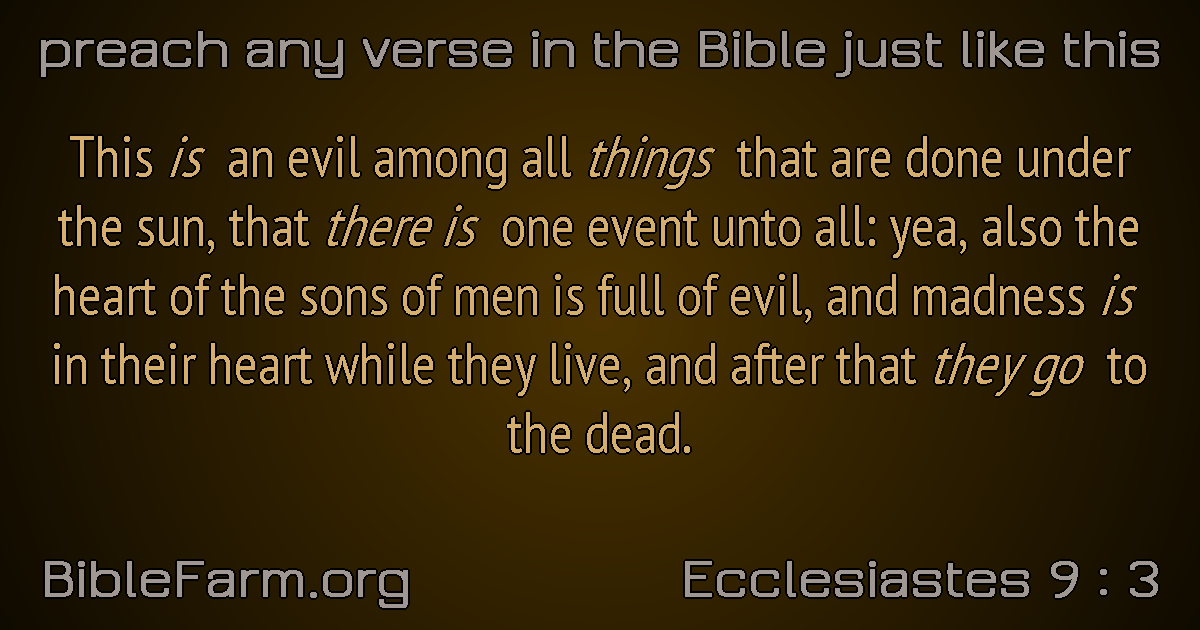 preach any verse in the Bible just like this
This is an evil among all things that are done under
the sun, that there is one event unto all: yea, also the
heart of the sons of men is full of evil, and madness is
in their heart while they live, and after that they go to
the dead.
BibleFarm.org
Ecclesiastes 9 : 3